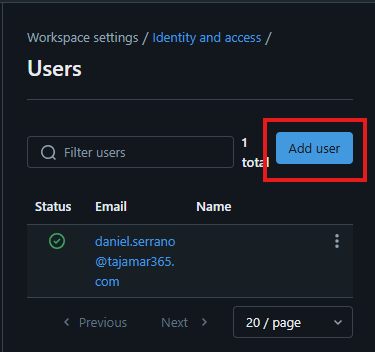 Workspace settings / Identity and access /
Users
Filter users
1
total
Add user
Status Email Name
daniel.serrano
@tajamar365.
com
Previous Next 20 / page